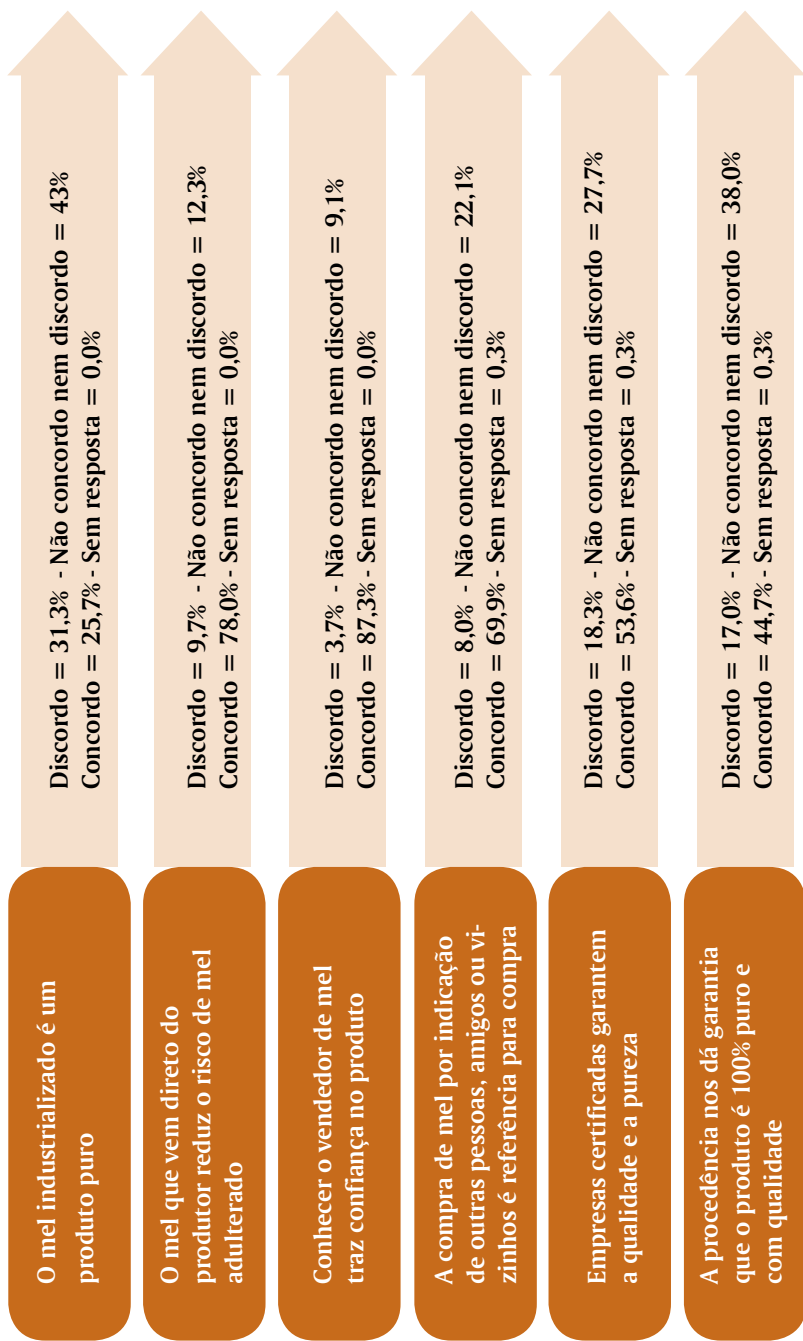 O mel industrializado é um
produto puro
Discordo = 31,3% - Não concordo nem discordo = 43%
Concordo = 25,7% - Sem resposta = 0,0%
O mel que vem direto do
produtor reduz o risco de mel
adulterado
Discordo = 9,7% - Não concordo nem discordo = 12,3%
Concordo = 78,0% - Sem resposta = 0,0%
Conhecer o vendedor de mel
traz confiança no produto
Discordo = 3,7% - Não concordo nem discordo = 9,1%
Concordo = 87,3% - Sem resposta = 0,0%
A compra de mel por indicação
de outras pessoas, amigos ou vi-
zinhos é referência para compra
Discordo = 8,0% - Não concordo nem discordo = 22,1%
Concordo = 69,9% - Sem resposta = 0,3%
Empresas certificadas garantem
a qualidade e a pureza
Discordo = 18,3% - Não concordo nem discordo = 27,7%
Concordo = 53,6% - Sem resposta = 0,3%
A procedência nos dá garantia
que o produto é 100% puro e
com qualidade
Discordo = 17,0% - Não concordo nem discordo = 38,0%
Concordo = 44,7% - Sem resposta = 0,3%